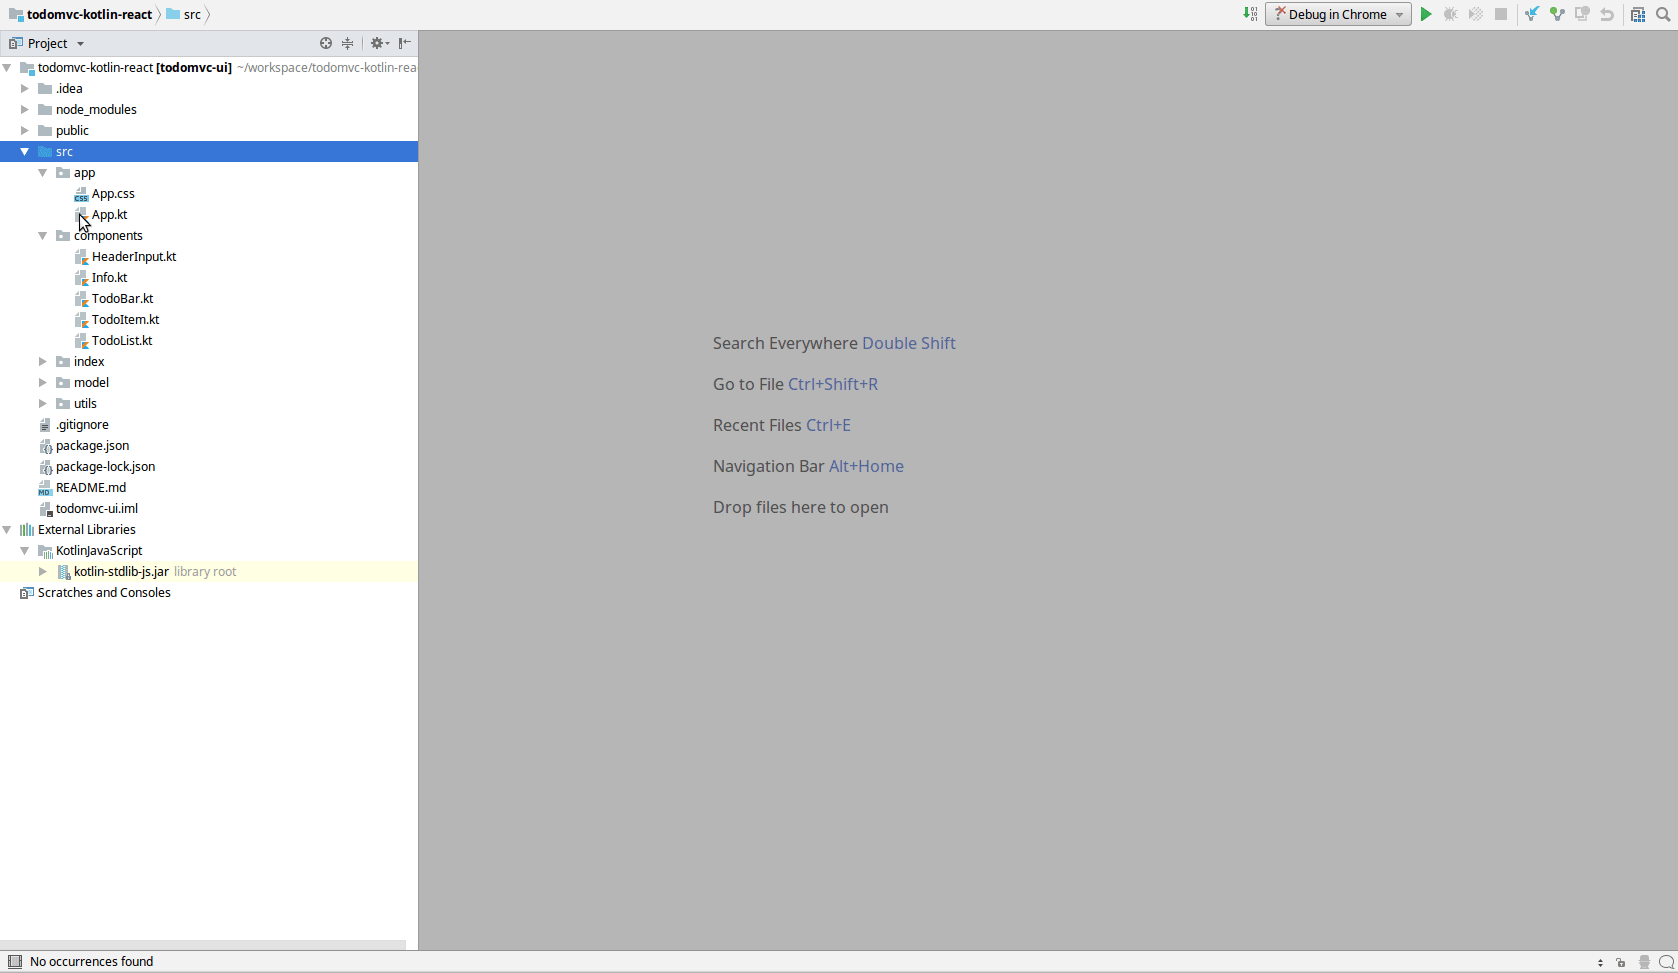 todomvc-kotlin-react src
Debug in Chrome
Project
todomvc-kotlin-react [todomvc-ui] ~/workspace/todomvc-kotlin-rea
.idea
node_modules
public
src
app
App.css
App.kt
components
HeaderInput.kt
Info.kt
TodoBar.kt
TodoItem.kt
TodoList.kt
index
model
utils
.gitignore
package.json
package-lock.json
README.md
todomvc-ui.iml
External Libraries
KotlinJavaScript
kotlin-stdlib-js.jar library root
Scratches and Consoles
Search Everywhere Double Shift
Go to File Ctrl+Shift+R
Recent Files Ctrl+E
Navigation Bar Alt+Home
Drop files here to open
No occurrences found